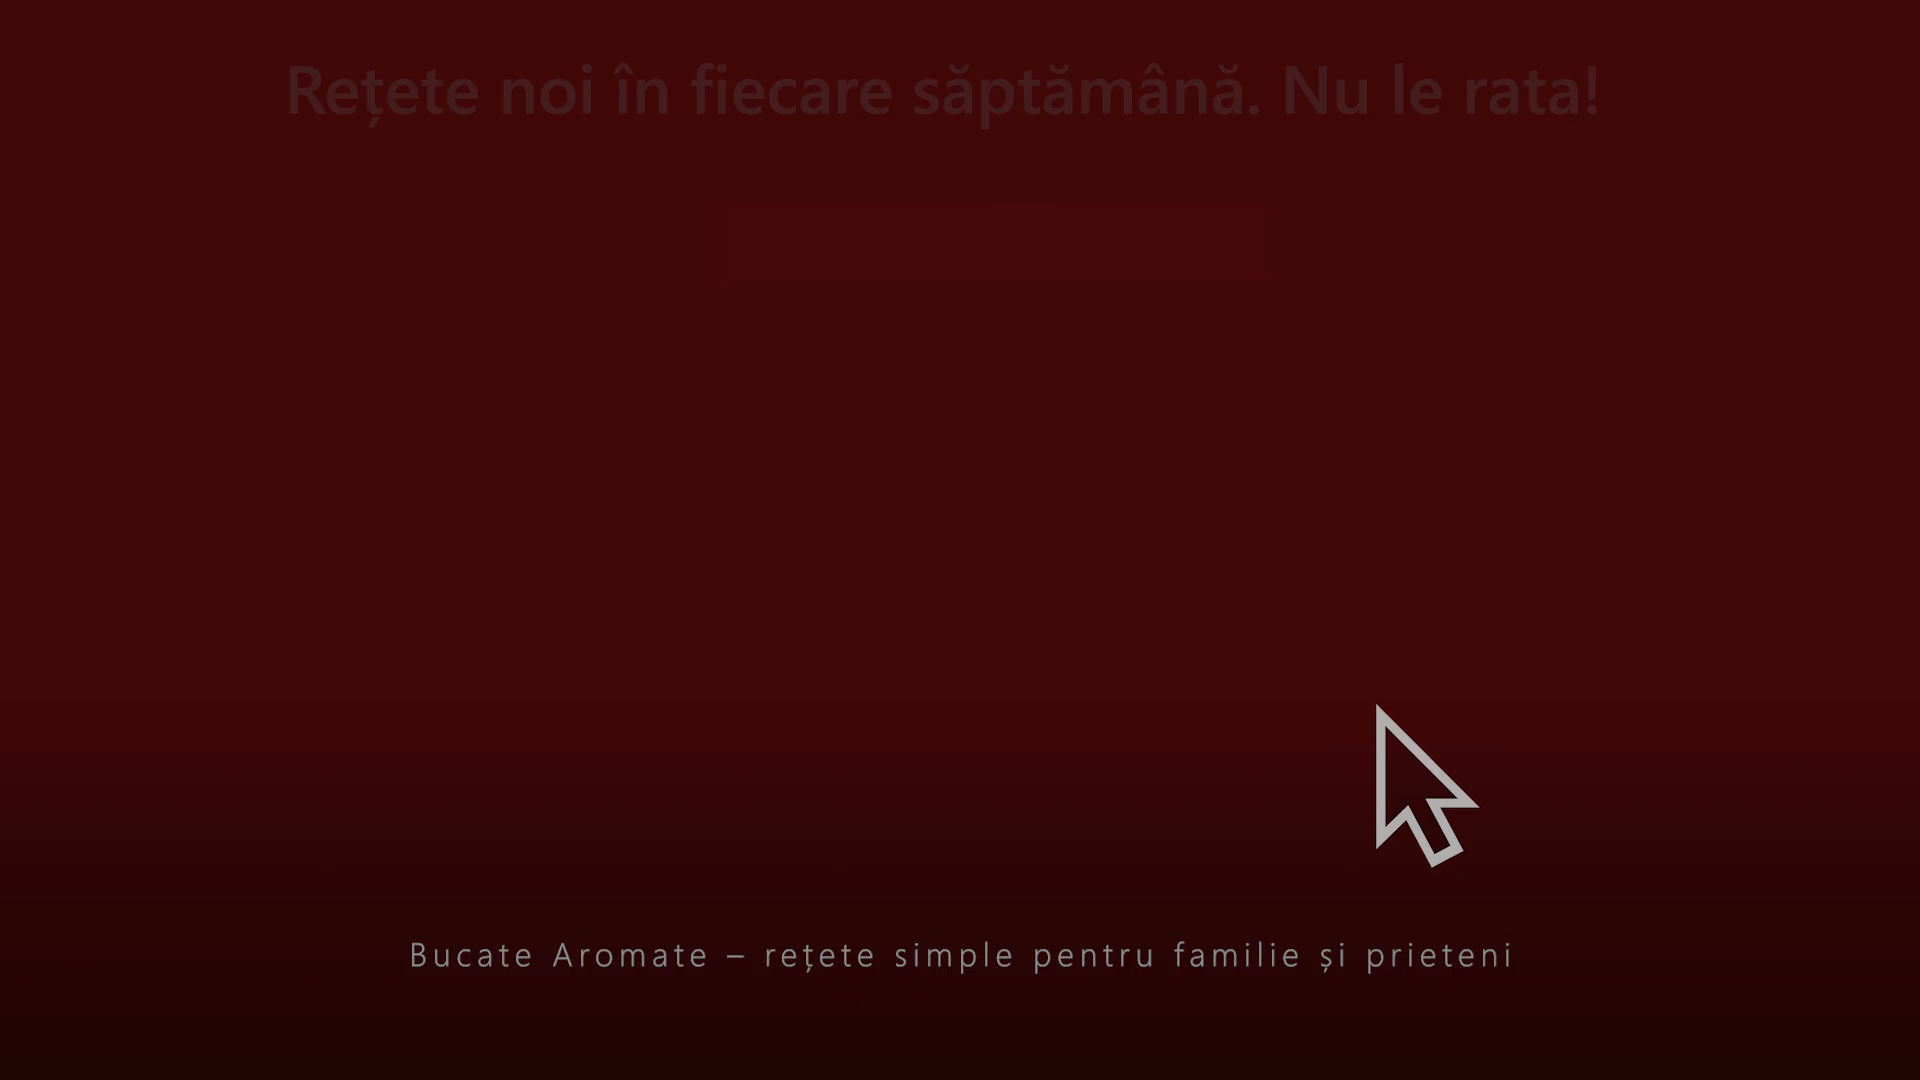 Rețete noi în fiecare săptămână. Nu le rata!
Bucate Aromate – rețete simple pentru familie și prieteni